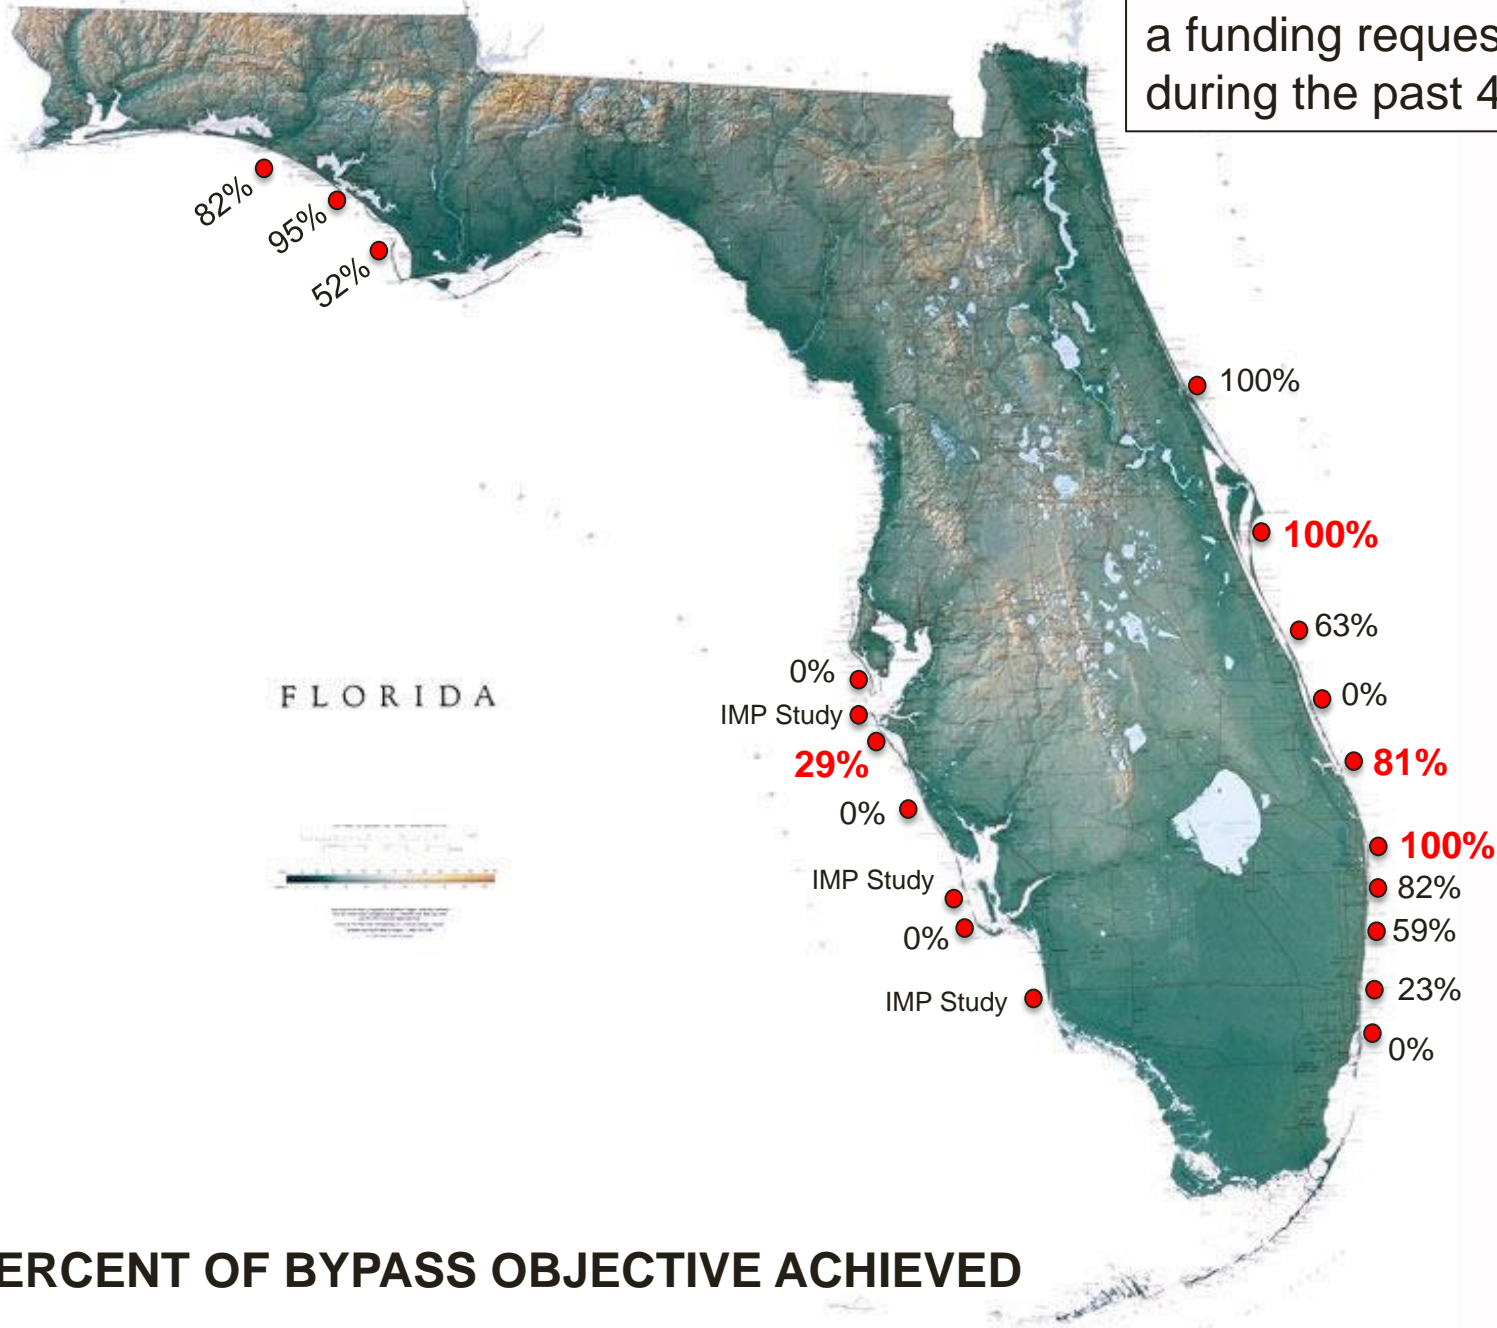 a funding reques
during the past 4
82%
95%
52%
100%
100%
63%
0%
0%
IMP Study
FLORIDA
29%
81%
0%
100%
IMP Study
82%
0%
59%
IMP Study
23%
0%
ERCENT OF BYPASS OBJECTIVE ACHIEVED